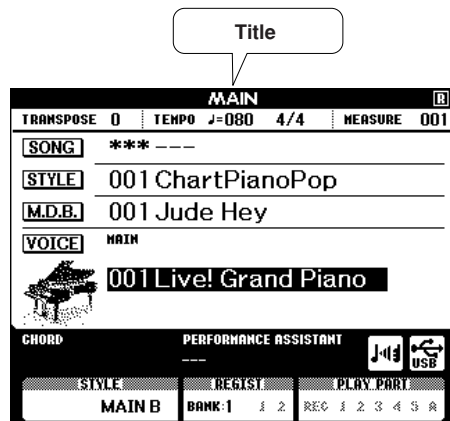 Title
MAIN R
TRANSPOSE 0 TEMPO ♩=080 4/4 MEASURE 001
SONG *** ---
STYLE 001 ChartPianoPop
M.D.B. 001 Jude Hey
VOICE MAIN
001 Live! Grand Piano
CHORD PERFORMANCE ASSISTANT
---
USB
STYLE REGIST PLAY PART
MAIN B BANK:1 1 2 REC 1 2 3 4 5 A